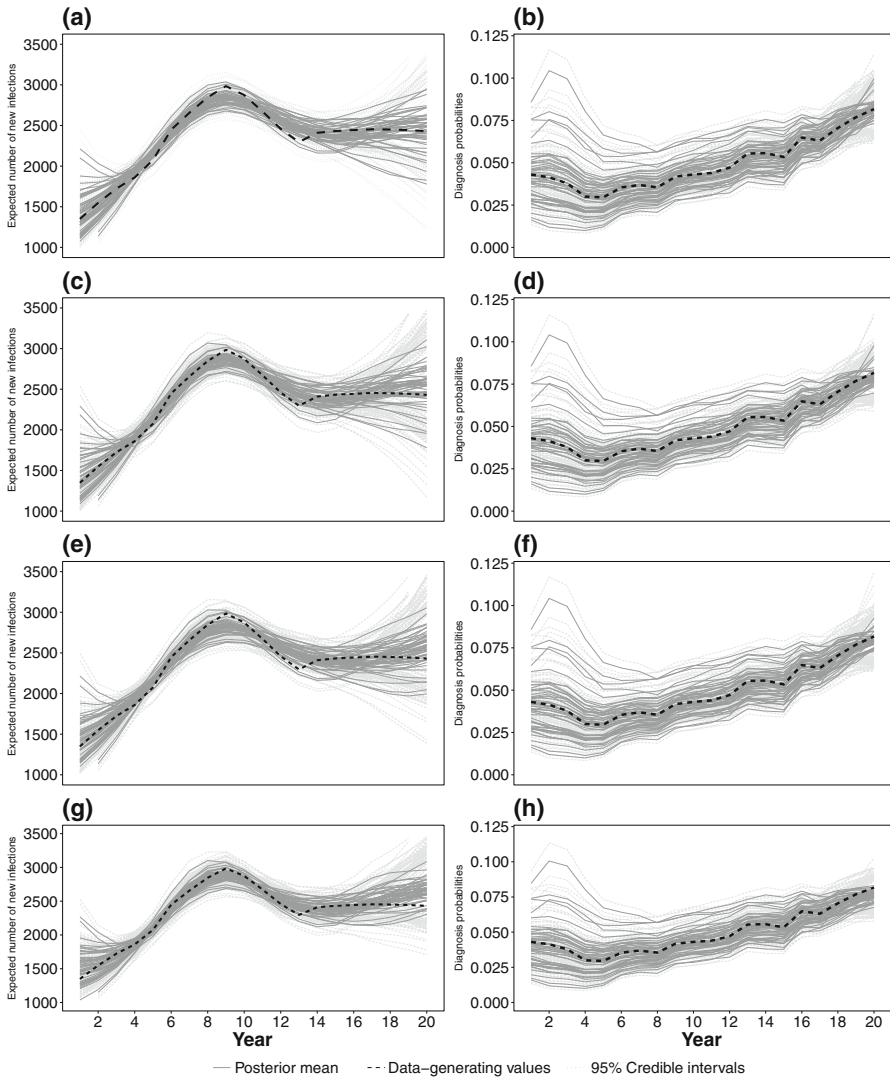 (a)
(b)
Expected number of new infections
3500
3000
2500
2000
1500
1000
Diagnosis probabilities
0.125
0.100
0.075
0.050
0.025
0.000
(c)
(d)
Expected number of new infections
3500
3000
2500
2000
1500
1000
Diagnosis probabilities
0.125
0.100
0.075
0.050
0.025
0.000
(e)
(f)
Expected number of new infections
3500
3000
2500
2000
1500
1000
Diagnosis probabilities
0.125
0.100
0.075
0.050
0.025
0.000
(g)
(h)
Expected number of new infections
3500
3000
2500
2000
1500
1000
Diagnosis probabilities
0.125
0.100
0.075
0.050
0.025
0.000
2 4 6 8 10 12 14 16 18 20
2 4 6 8 10 12 14 16 18 20
Year
Year
Posterior mean
Data−generating values
95% Credible intervals